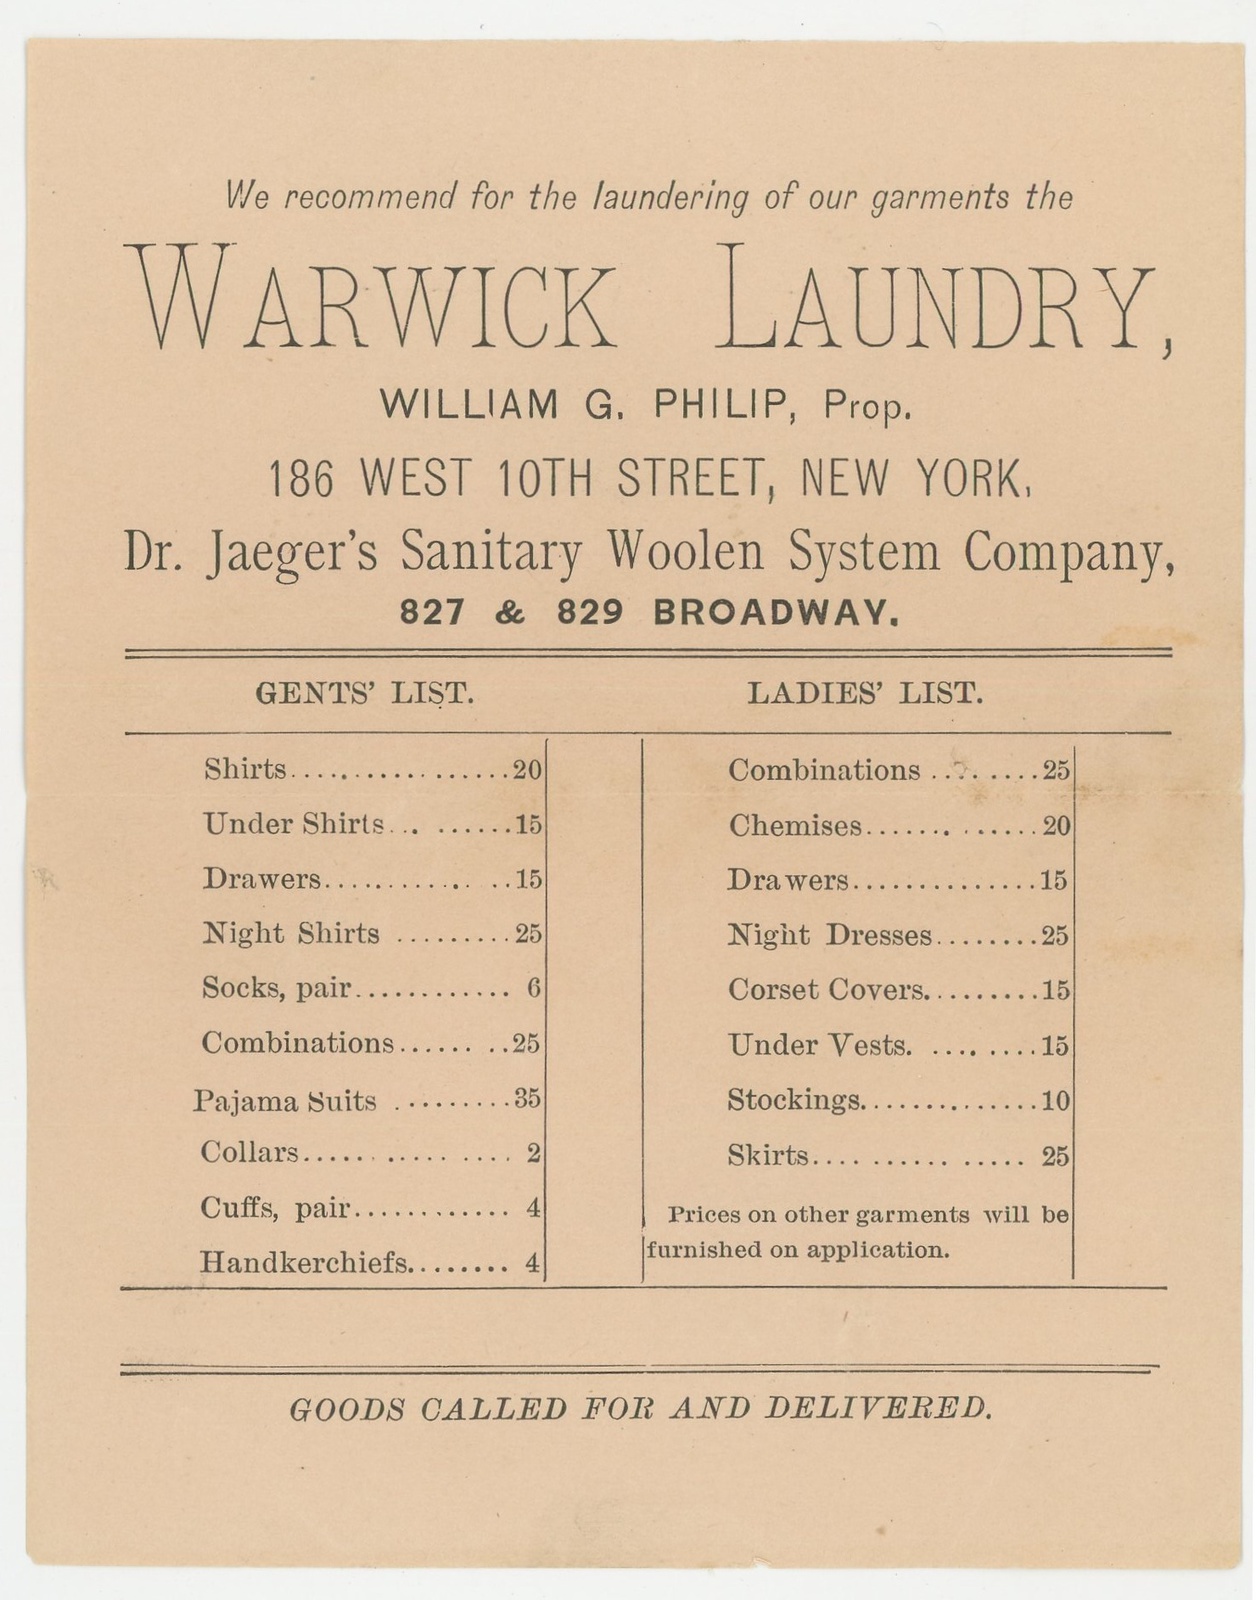 We recommend for the laundering of our garments the
WARWICK LAUNDRY,
WILLIAM G. PHILIP, Prop.
186 WEST 10TH STREET, NEW YORK,
Dr. Jaeger's Sanitary Woolen System Company,
827 & 829 BROADWAY.
GENTS' LIST.
Shirts..................20
Under Shirts... ......15
Drawers............. ..15
Night Shirts .........25
Socks, pair............ 6
Combinations...... ..25
Pajama Suits .........35
Collars..... ...... .... 2
Cuffs, pair............ 4
Handkerchiefs........ 4
LADIES' LIST.
Combinations ... .....25
Chemises....... ......20
Drawers...............15
Night Dresses........25
Corset Covers.........15
Under Vests. .... ....15
Stockings..............10
Skirts.... ....... ..... 25
Prices on other garments will be
furnished on application.
GOODS CALLED FOR AND DELIVERED.